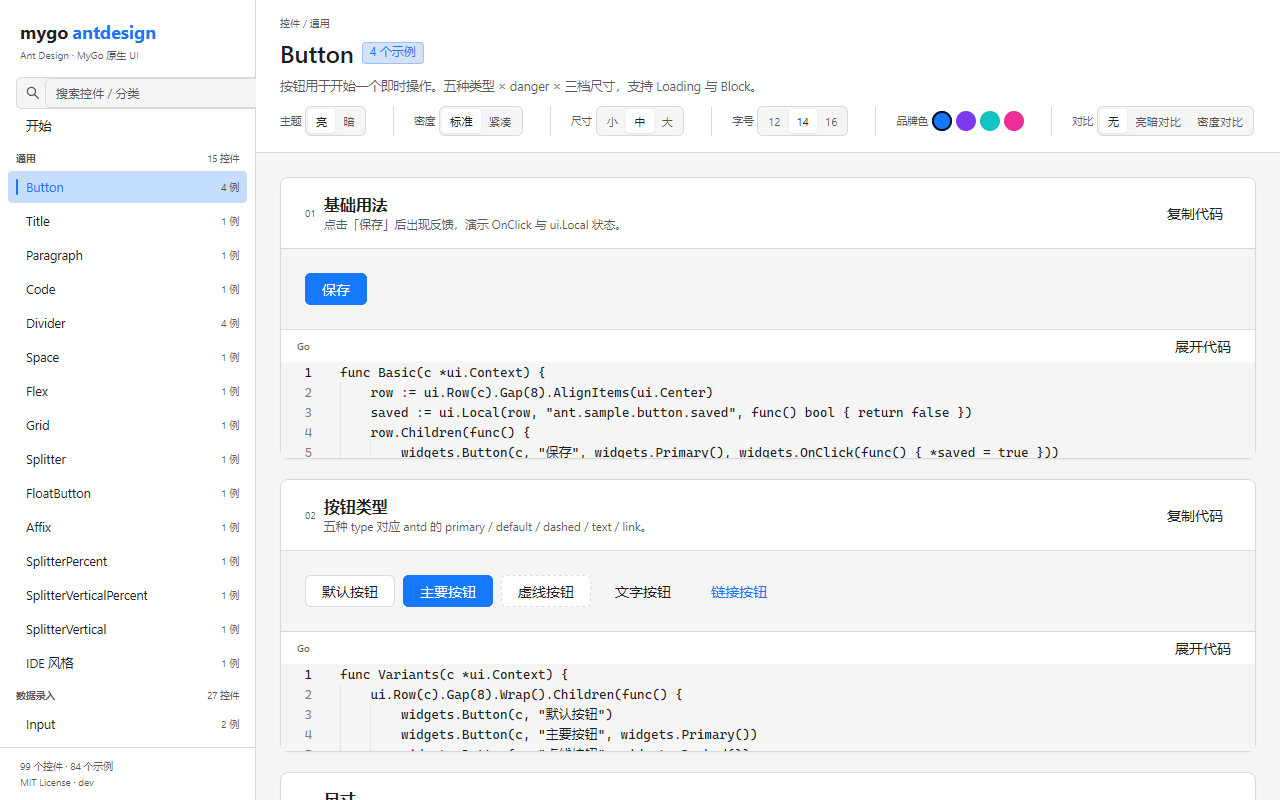 mygo antdesign
Ant Design · MyGo 原生 UI
搜索控件 / 分类
开始
通用 15 控件
Button 4 例
Title 1 例
Paragraph 1 例
Code 1 例
Divider 4 例
Space 1 例
Flex 1 例
Grid 1 例
Splitter 1 例
FloatButton 1 例
Affix 1 例
SplitterPercent 1 例
SplitterVerticalPercent 1 例
SplitterVertical 1 例
IDE 风格 1 例
数据录入 27 控件
Input 2 例
99 个控件 · 84 个示例
MIT License · dev
控件 / 通用
Button 4 个示例
按钮用于开始一个即时操作。五种类型 × danger × 三档尺寸，支持 Loading 与 Block。
主题 亮 暗 密度 标准 紧凑 尺寸 小 中 大 字号 12 14 16 品牌色 对比 无 亮暗对比 密度对比
01 基础用法
点击「保存」后出现反馈，演示 OnClick 与 ui.Local 状态。
复制代码
保存
Go 展开代码
1 func Basic(c *ui.Context) {
2 row := ui.Row(c).Gap(8).AlignItems(ui.Center)
3 saved := ui.Local(row, "ant.sample.button.saved", func() bool { return false })
4 row.Children(func() {
5 widgets.Button(c, "保存", widgets.Primary(), widgets.OnClick(func() { *saved = true }))
02 按钮类型
五种 type 对应 antd 的 primary / default / dashed / text / link。
复制代码
默认按钮 主要按钮 虚线按钮 文字按钮 链接按钮
Go 展开代码
1 func Variants(c *ui.Context) {
2 ui.Row(c).Gap(8).Wrap().Children(func() {
3 widgets.Button(c, "默认按钮")
4 widgets.Button(c, "主要按钮", widgets.Primary())
5 widgets.Button(c, "虚线按钮", widgets.Dashed())
尺寸